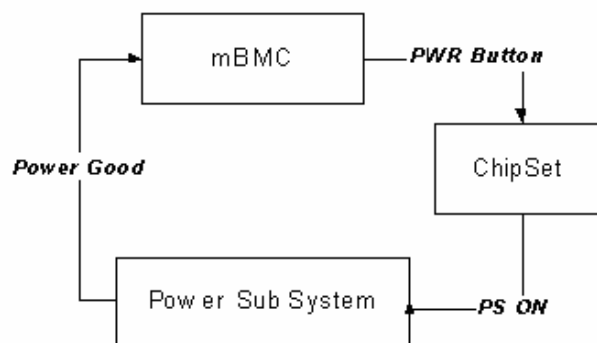 mBMC
PWR Button
Power Good
ChipSet
Power Sub System
PS ON